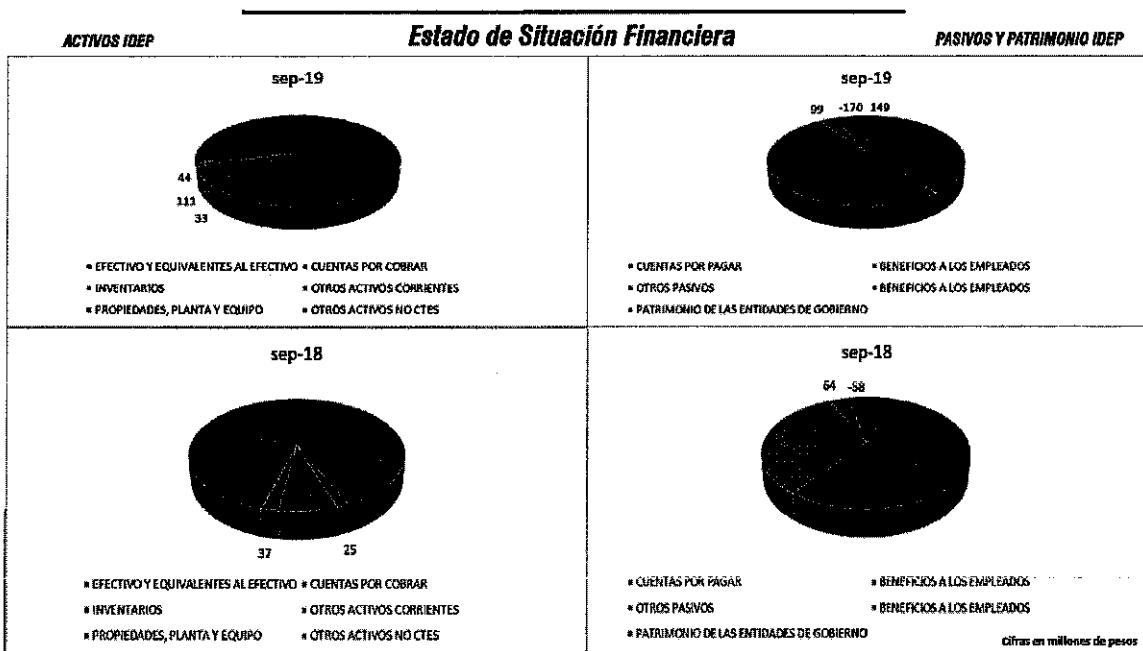 Estado de Situación Financiera
ACTIVOS IDEP
PASIVOS Y PATRIMONIO IDEP
sep-19
44
111
33
▪ EFECTIVO Y EQUIVALENTES AL EFECTIVO ▪ CUENTAS POR COBRAR
▪ INVENTARIOS ▪ OTROS ACTIVOS CORRIENTES
▪ PROPIEDADES, PLANTA Y EQUIPO ▪ OTROS ACTIVOS NO CTES
sep-19
99 -170 149
▪ CUENTAS POR PAGAR ▪ BENEFICIOS A LOS EMPLEADOS
▪ OTROS PASIVOS ▪ BENEFICIOS A LOS EMPLEADOS
▪ PATRIMONIO DE LAS ENTIDADES DE GOBIERNO
sep-18
37 25
▪ EFECTIVO Y EQUIVALENTES AL EFECTIVO ▪ CUENTAS POR COBRAR
▪ INVENTARIOS ▪ OTROS ACTIVOS CORRIENTES
▪ PROPIEDADES, PLANTA Y EQUIPO ▪ OTROS ACTIVOS NO CTES
sep-18
64 -58
▪ CUENTAS POR PAGAR ▪ BENEFICIOS A LOS EMPLEADOS
▪ OTROS PASIVOS ▪ BENEFICIOS A LOS EMPLEADOS
▪ PATRIMONIO DE LAS ENTIDADES DE GOBIERNO
Cifras en millones de pesos